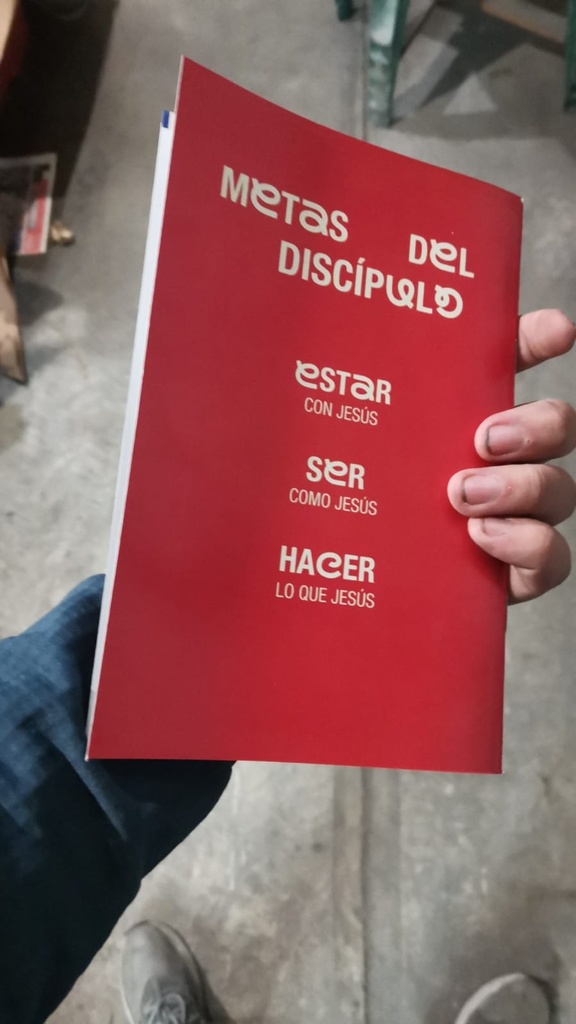 METAS DEL
DISCÍPULO
ESTAR
CON JESÚS
SER
COMO JESÚS
HACER
LO QUE JESÚS